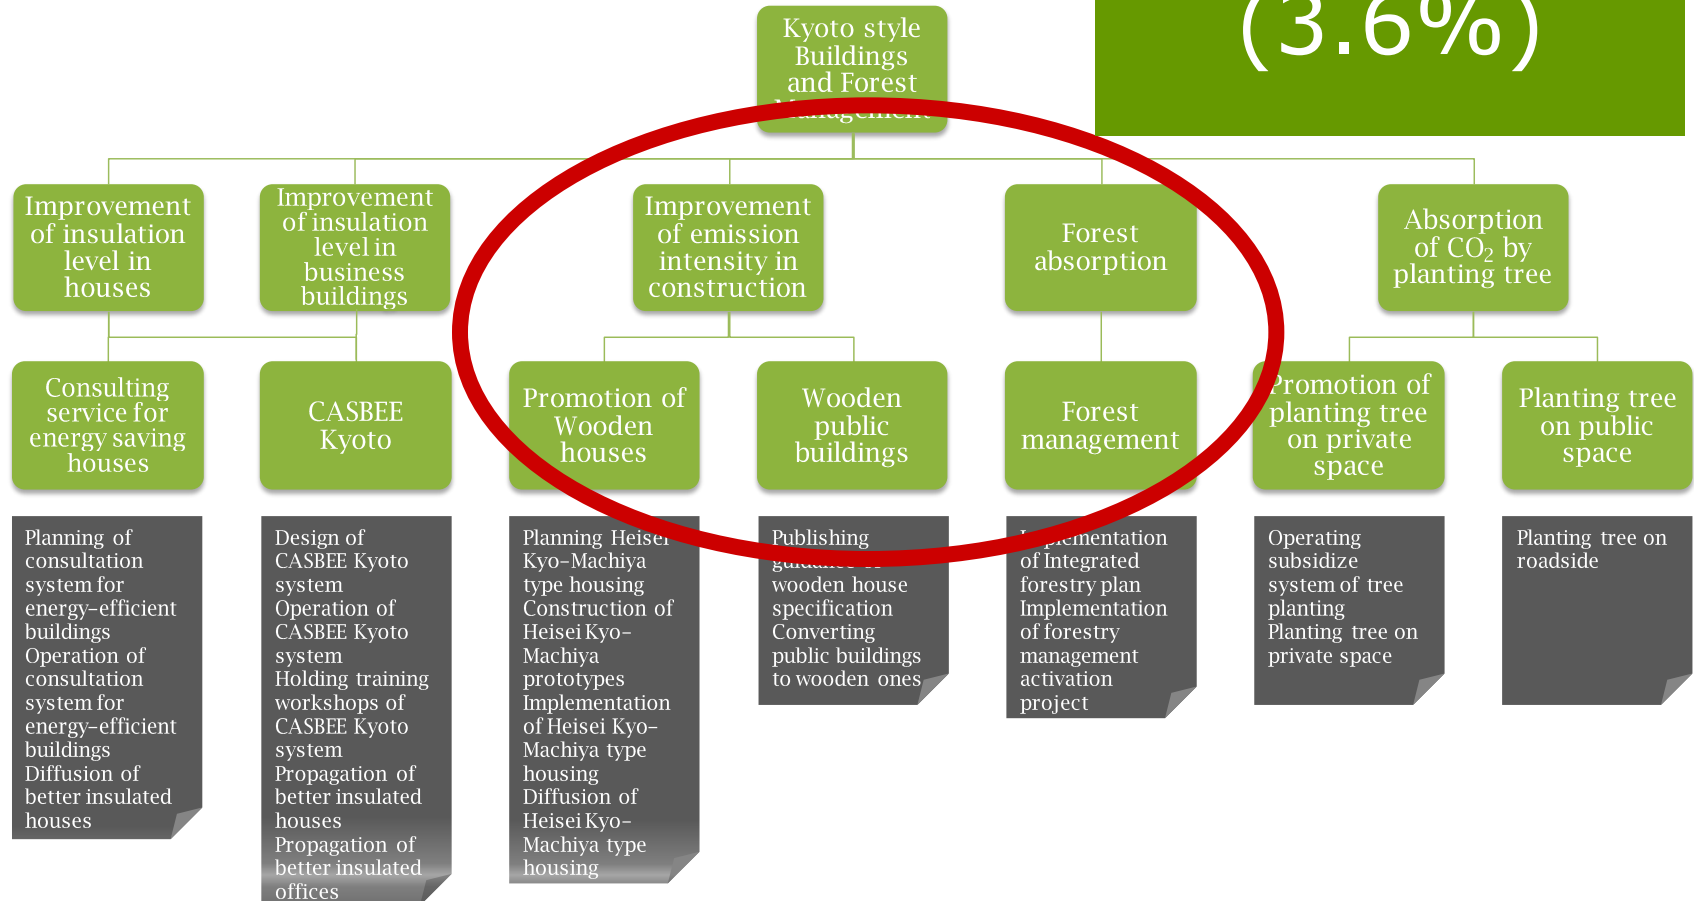 (3.6%)
Kyoto style
Buildings
and Forest
Management
Improvement
of insulation
level in
houses
Improvement
of insulation
level in
business
buildings
Improvement
of emission
intensity in
construction
Forest
absorption
Absorption
of CO₂ by
planting tree
Consulting
service for
energy saving
houses
CASBEE
Kyoto
Promotion of
Wooden
houses
Wooden
public
buildings
Forest
management
Promotion of
planting tree
on private
space
Planting tree
on public
space
Planning of
consultation
system for
energy-efficient
buildings
Operation of
consultation
system for
energy-efficient
buildings
Diffusion of
better insulated
houses
Design of
CASBEE Kyoto
system
Operation of
CASBEE Kyoto
system
Holding training
workshops of
CASBEE Kyoto
system
Propagation of
better insulated
houses
Propagation of
better insulated
offices
Planning Heisei
Kyo-Machiya
type housing
Construction of
Heisei Kyo-
Machiya
prototypes
Implementation
of Heisei Kyo-
Machiya type
housing
Diffusion of
Heisei Kyo-
Machiya type
housing
Publishing
guidance
wooden house
specification
Converting
public buildings
to wooden ones
Implementation
of Integrated
forestry plan
Implementation
of forestry
management
activation
project
Operating
subsidize
system of tree
planting
Planting tree on
private space
Planting tree on
roadside